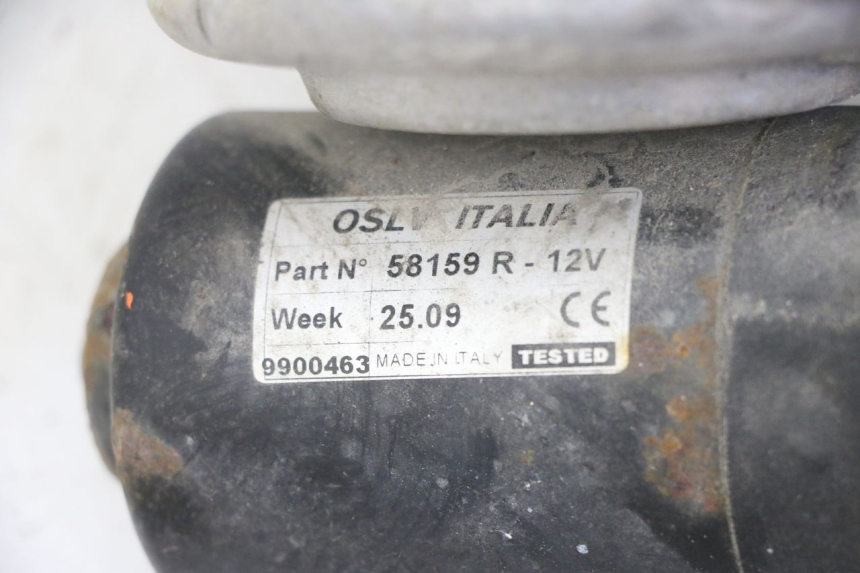 OSLV ITALIA
Part N° 58159 R - 12V
Week 25.09 CE
9900463 MADE IN ITALY TESTED